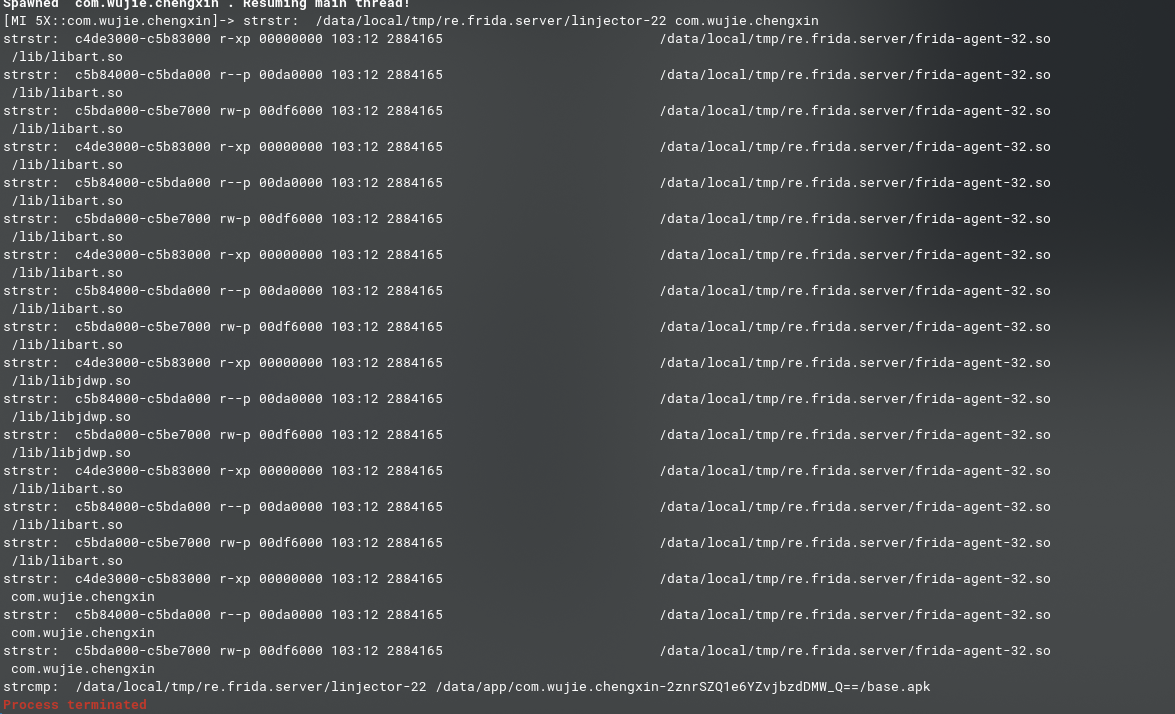 Spawned `com.wujie.chengxin`. Resuming main thread!
[MI 5X::com.wujie.chengxin]-> strstr:  /data/local/tmp/re.frida.server/linjector-22 com.wujie.chengxin
strstr:  c4de3000-c5b83000 r-xp 00000000 103:12 2884165                           /data/local/tmp/re.frida.server/frida-agent-32.so
 /lib/libart.so
strstr:  c5b84000-c5bda000 r--p 00da0000 103:12 2884165                           /data/local/tmp/re.frida.server/frida-agent-32.so
 /lib/libart.so
strstr:  c5bda000-c5be7000 rw-p 00df6000 103:12 2884165                           /data/local/tmp/re.frida.server/frida-agent-32.so
 /lib/libart.so
strstr:  c4de3000-c5b83000 r-xp 00000000 103:12 2884165                           /data/local/tmp/re.frida.server/frida-agent-32.so
 /lib/libart.so
strstr:  c5b84000-c5bda000 r--p 00da0000 103:12 2884165                           /data/local/tmp/re.frida.server/frida-agent-32.so
 /lib/libart.so
strstr:  c5bda000-c5be7000 rw-p 00df6000 103:12 2884165                           /data/local/tmp/re.frida.server/frida-agent-32.so
 /lib/libart.so
strstr:  c4de3000-c5b83000 r-xp 00000000 103:12 2884165                           /data/local/tmp/re.frida.server/frida-agent-32.so
 /lib/libart.so
strstr:  c5b84000-c5bda000 r--p 00da0000 103:12 2884165                           /data/local/tmp/re.frida.server/frida-agent-32.so
 /lib/libart.so
strstr:  c5bda000-c5be7000 rw-p 00df6000 103:12 2884165                           /data/local/tmp/re.frida.server/frida-agent-32.so
 /lib/libart.so
strstr:  c4de3000-c5b83000 r-xp 00000000 103:12 2884165                           /data/local/tmp/re.frida.server/frida-agent-32.so
 /lib/libjdwp.so
strstr:  c5b84000-c5bda000 r--p 00da0000 103:12 2884165                           /data/local/tmp/re.frida.server/frida-agent-32.so
 /lib/libjdwp.so
strstr:  c5bda000-c5be7000 rw-p 00df6000 103:12 2884165                           /data/local/tmp/re.frida.server/frida-agent-32.so
 /lib/libjdwp.so
strstr:  c4de3000-c5b83000 r-xp 00000000 103:12 2884165                           /data/local/tmp/re.frida.server/frida-agent-32.so
 /lib/libart.so
strstr:  c5b84000-c5bda000 r--p 00da0000 103:12 2884165                           /data/local/tmp/re.frida.server/frida-agent-32.so
 /lib/libart.so
strstr:  c5bda000-c5be7000 rw-p 00df6000 103:12 2884165                           /data/local/tmp/re.frida.server/frida-agent-32.so
 /lib/libart.so
strstr:  c4de3000-c5b83000 r-xp 00000000 103:12 2884165                           /data/local/tmp/re.frida.server/frida-agent-32.so
 com.wujie.chengxin
strstr:  c5b84000-c5bda000 r--p 00da0000 103:12 2884165                           /data/local/tmp/re.frida.server/frida-agent-32.so
 com.wujie.chengxin
strstr:  c5bda000-c5be7000 rw-p 00df6000 103:12 2884165                           /data/local/tmp/re.frida.server/frida-agent-32.so
 com.wujie.chengxin
strcmp:  /data/local/tmp/re.frida.server/linjector-22 /data/app/com.wujie.chengxin-2znrSZQ1e6YZvjbzdDMW_Q==/base.apk
Process terminated